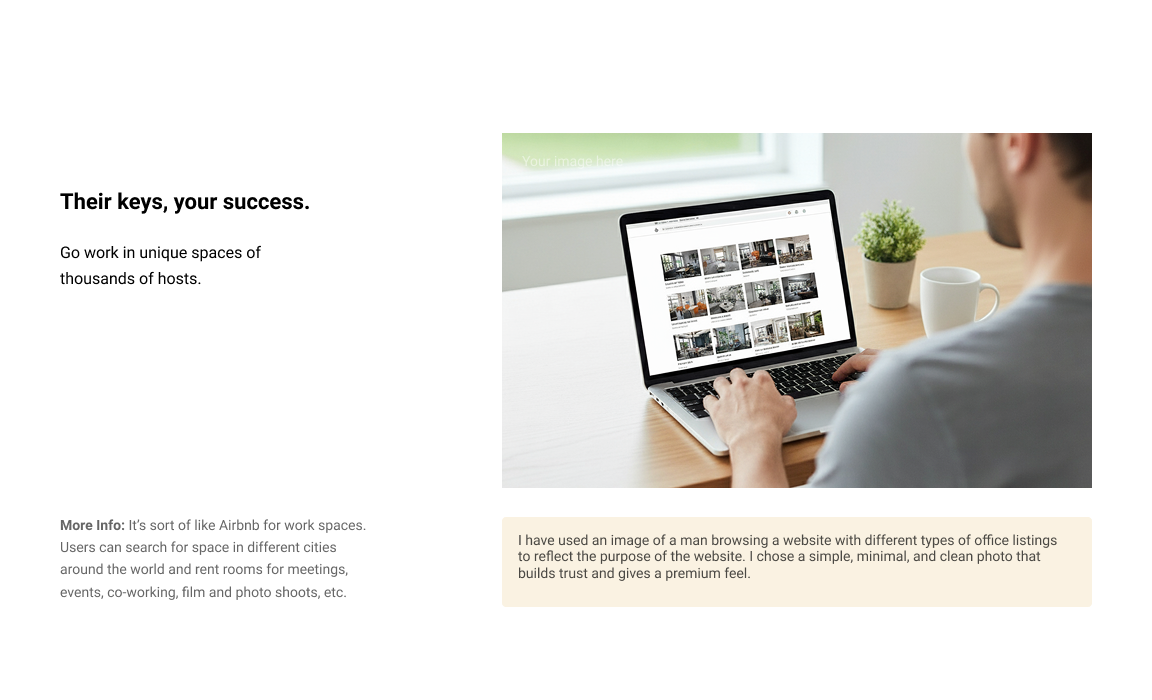 Their keys, your success.
Go work in unique spaces of
thousands of hosts.
More Info: It’s sort of like Airbnb for work spaces.
Users can search for space in different cities
around the world and rent rooms for meetings,
events, co-working, film and photo shoots, etc.
Your image here
I have used an image of a man browsing a website with different types of office listings
to reflect the purpose of the website. I chose a simple, minimal, and clean photo that
builds trust and gives a premium feel.